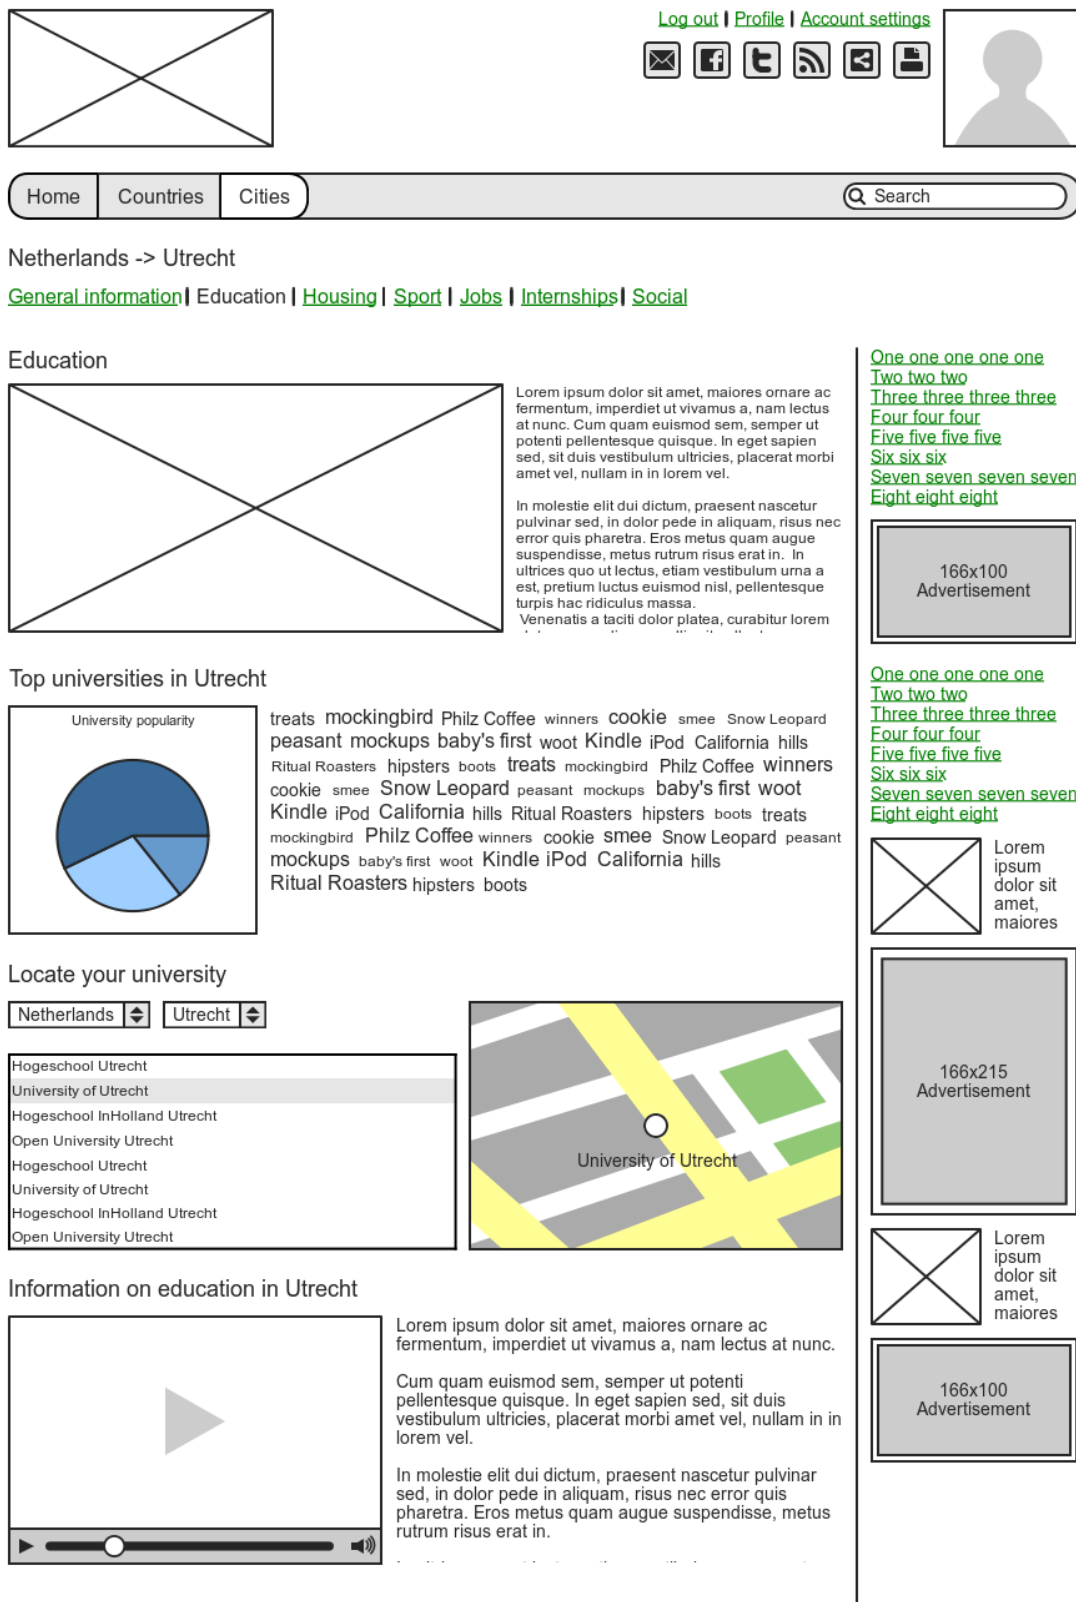 Log out | Profile | Account settings
Home Countries Cities Search
Netherlands -> Utrecht
General information | Education | Housing | Sport | Jobs | Internships | Social
Education
Lorem ipsum dolor sit amet, maiores ornare ac
fermentum, imperdiet ut vivamus a, nam lectus
at nunc. Cum quam euismod sem, semper ut
potenti pellentesque quisque. In eget sapien
sed, sit duis vestibulum ultricies, placerat morbi
amet vel, nullam in in lorem vel.
In molestie elit dui dictum, praesent nascetur
pulvinar sed, in dolor pede in aliquam, risus nec
error quis pharetra. Eros metus quam augue
suspendisse, metus rutrum risus erat in.  In
ultrices quo ut lectus, etiam vestibulum urna a
est, pretium luctus euismod nisl, pellentesque
turpis hac ridiculus massa.
Venenatis a taciti dolor platea, curabitur lorem
Top universities in Utrecht
University popularity
treats mockingbird Philz Coffee winners cookie smee Snow Leopard
peasant mockups baby's first woot Kindle iPod California hills
Ritual Roasters hipsters boots treats mockingbird Philz Coffee winners
cookie smee Snow Leopard peasant mockups baby's first woot
Kindle iPod California hills Ritual Roasters hipsters boots treats
mockingbird Philz Coffee winners cookie smee Snow Leopard peasant
mockups baby's first woot Kindle iPod California hills
Ritual Roasters hipsters boots
Locate your university
Netherlands Utrecht
Hogeschool Utrecht
University of Utrecht
Hogeschool InHolland Utrecht
Open University Utrecht
Hogeschool Utrecht
University of Utrecht
Hogeschool InHolland Utrecht
Open University Utrecht
University of Utrecht
Information on education in Utrecht
Lorem ipsum dolor sit amet, maiores ornare ac
fermentum, imperdiet ut vivamus a, nam lectus at nunc.
Cum quam euismod sem, semper ut potenti
pellentesque quisque. In eget sapien sed, sit duis
vestibulum ultricies, placerat morbi amet vel, nullam in in
lorem vel.
In molestie elit dui dictum, praesent nascetur pulvinar
sed, in dolor pede in aliquam, risus nec error quis
pharetra. Eros metus quam augue suspendisse, metus
rutrum risus erat in.
One one one one one
Two two two
Three three three three
Four four four
Five five five five
Six six six
Seven seven seven seven
Eight eight eight
166x100
Advertisement
One one one one one
Two two two
Three three three three
Four four four
Five five five five
Six six six
Seven seven seven seven
Eight eight eight
Lorem
ipsum
dolor sit
amet,
maiores
166x215
Advertisement
Lorem
ipsum
dolor sit
amet,
maiores
166x100
Advertisement